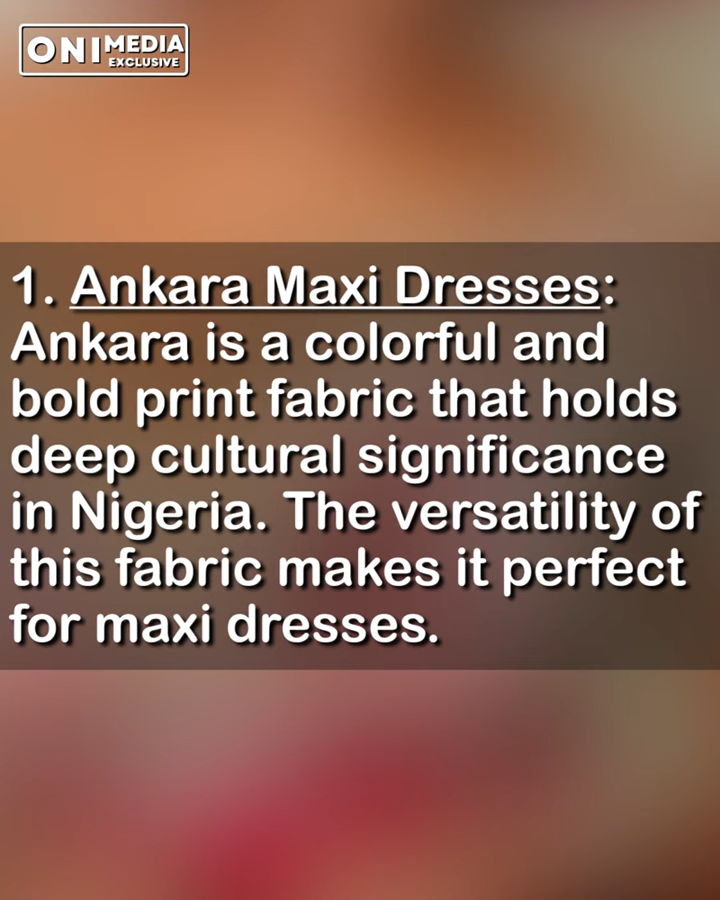 ONI MEDIA
EXCLUSIVE
1. Ankara Maxi Dresses:
Ankara is a colorful and
bold print fabric that holds
deep cultural significance
in Nigeria. The versatility of
this fabric makes it perfect
for maxi dresses.